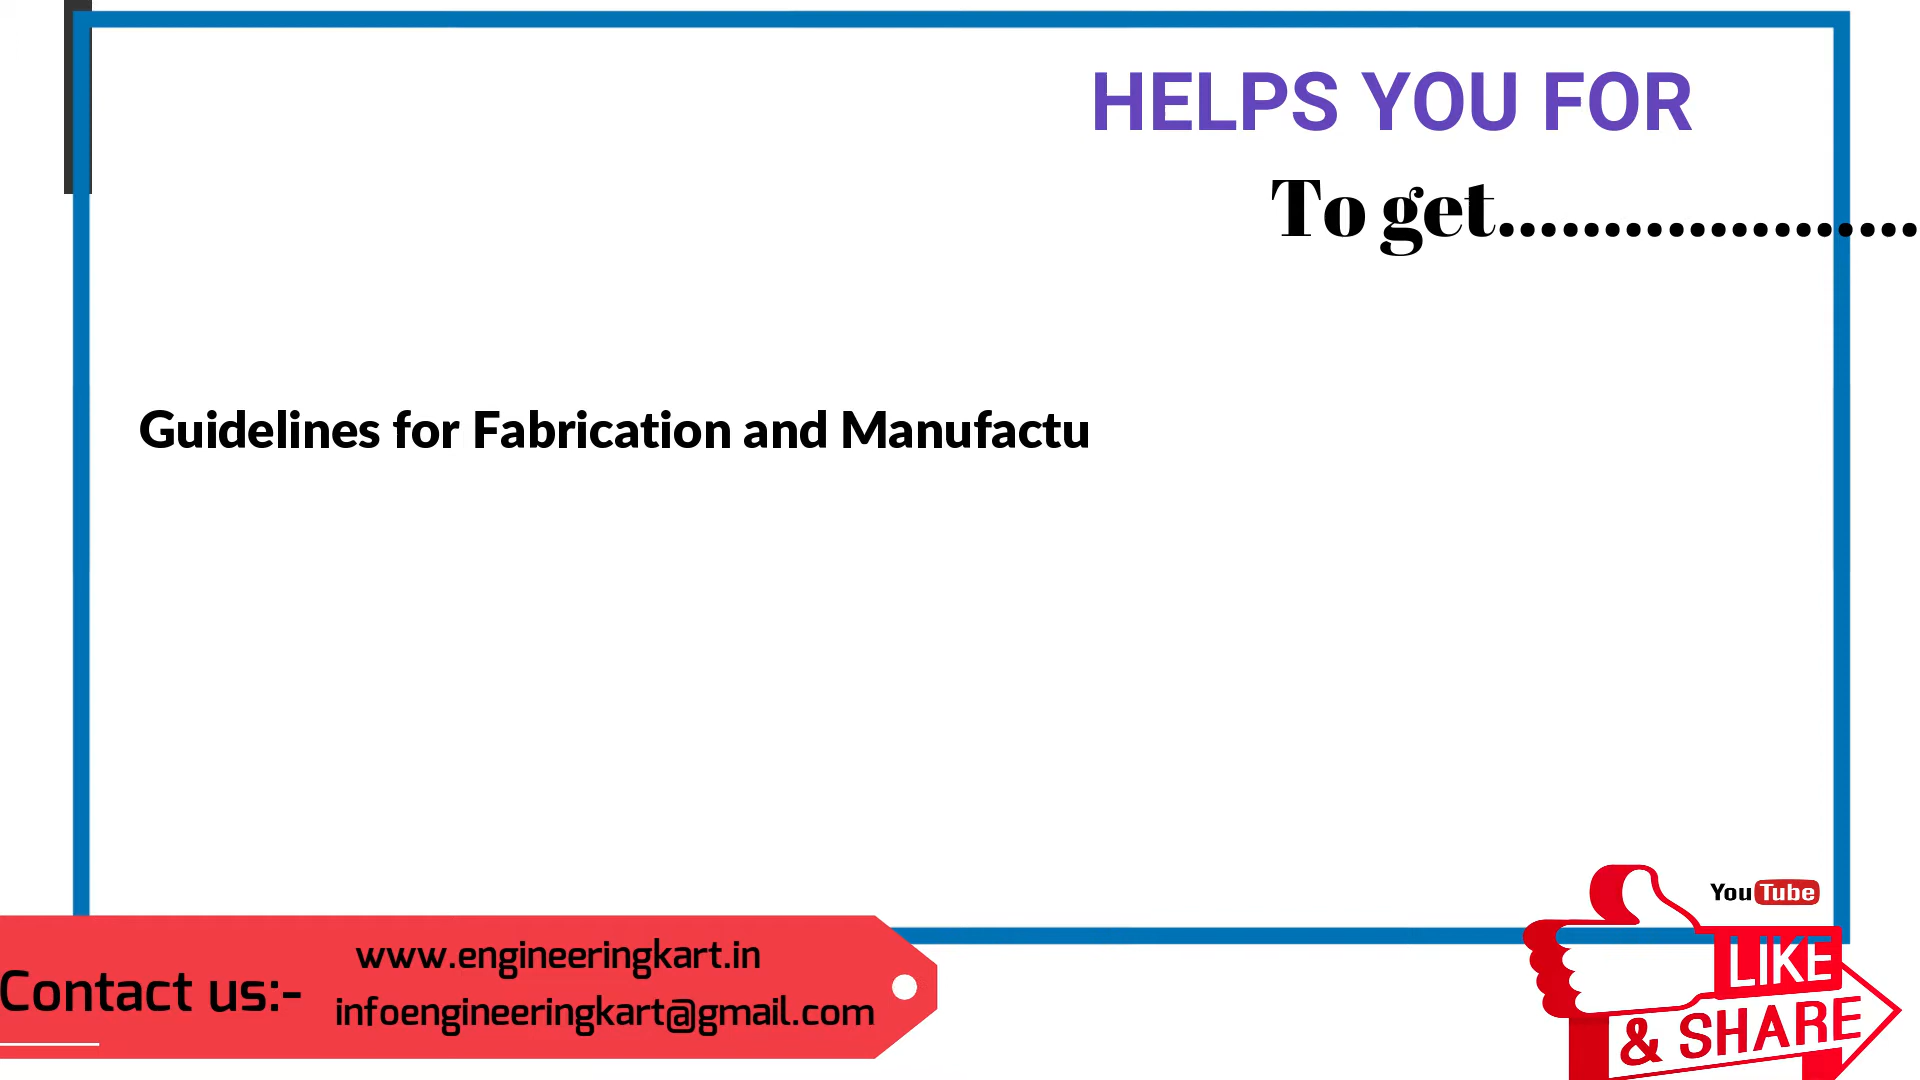 HELPS YOU FOR
To get....................
Guidelines for Fabrication and Manufactu
YouTube
LIKE
& SHARE
www.engineeringkart.in
Contact us:-
infoengineeringkart@gmail.com